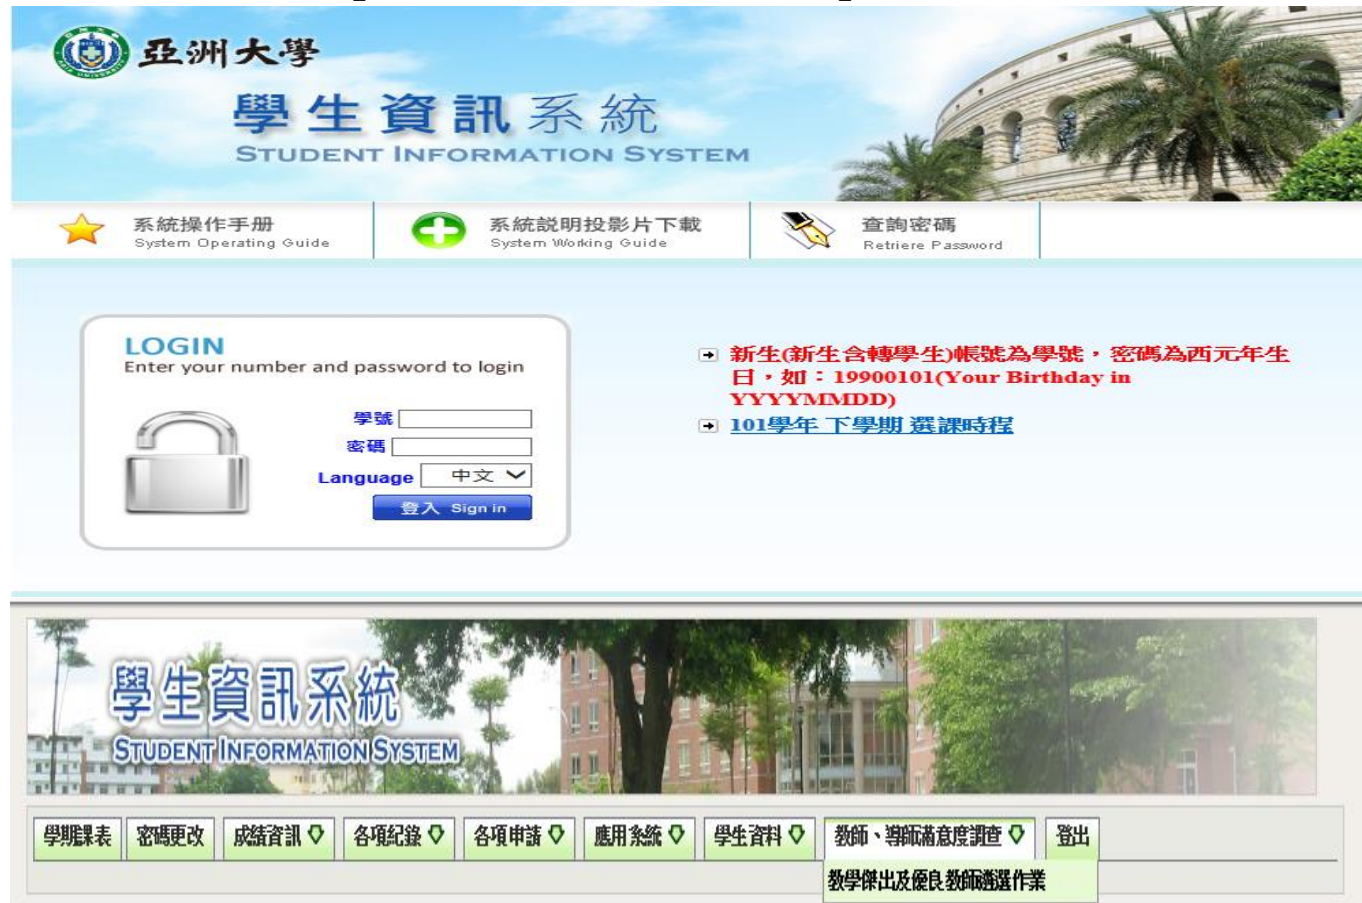 亞洲大學
學生資訊系統
STUDENT INFORMATION SYSTEM
系統操作手冊
System Operating Guide
系統說明投影片下載
System Working Guide
查詢密碼
Retriere Password
LOGIN
Enter your number and password to login
學號
密碼
Language 中文
登入 Sign in
新生(新生含轉學生)帳號為學號，密碼為西元年生
日，如：19900101(Your Birthday in
YYYYMMDD)
101學年 下學期 選課時程
學生資訊系統
STUDENT INFORMATION SYSTEM
學期課表 密碼更改 成績資訊 各項紀錄 各項申請 應用系統 學生資料 教師、導師滿意度調查 登出
教學傑出及優良教師遴選作業